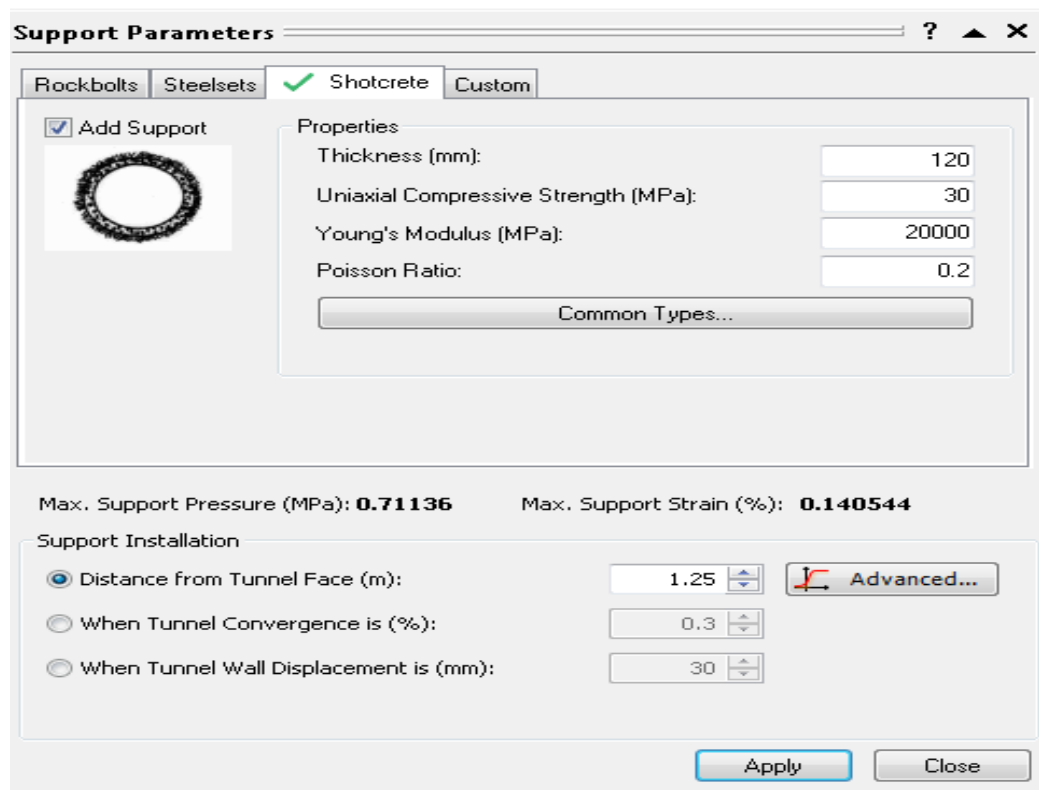 Support Parameters ?
Rockbolts Steelsets Shotcrete Custom
Add Support Properties
Thickness (mm): 120
Uniaxial Compressive Strength (MPa): 30
Young's Modulus (MPa): 20000
Poisson Ratio: 0.2
Common Types...
Max. Support Pressure (MPa): 0.71136 Max. Support Strain (%): 0.140544
Support Installation
Distance from Tunnel Face (m): 1.25 Advanced...
When Tunnel Convergence is (%): 0.3
When Tunnel Wall Displacement is (mm): 30
Apply Close